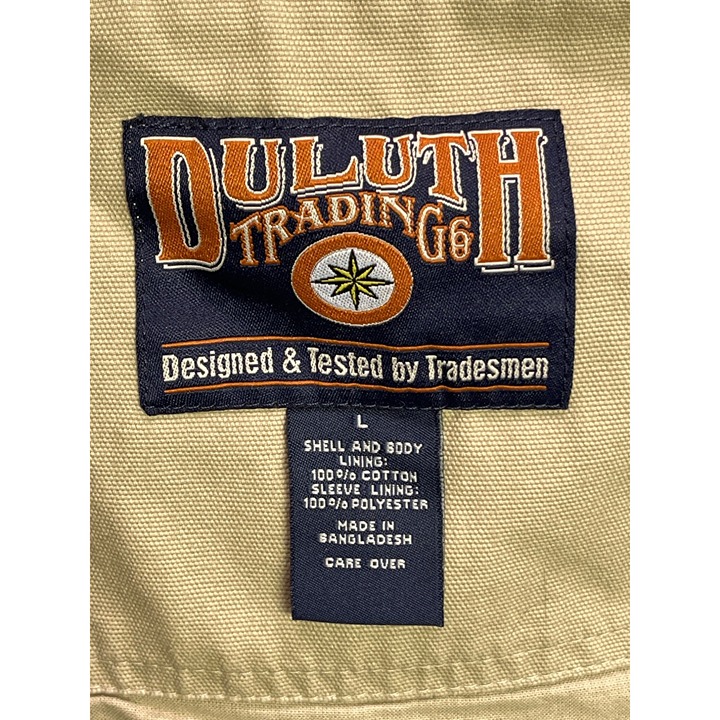 DULUTH
TRADING CO
Designed & Tested by Tradesmen
L
SHELL AND BODY
LINING:
100% COTTON
SLEEVE LINING:
100% POLYESTER
MADE IN
BANGLADESH
CARE OVER